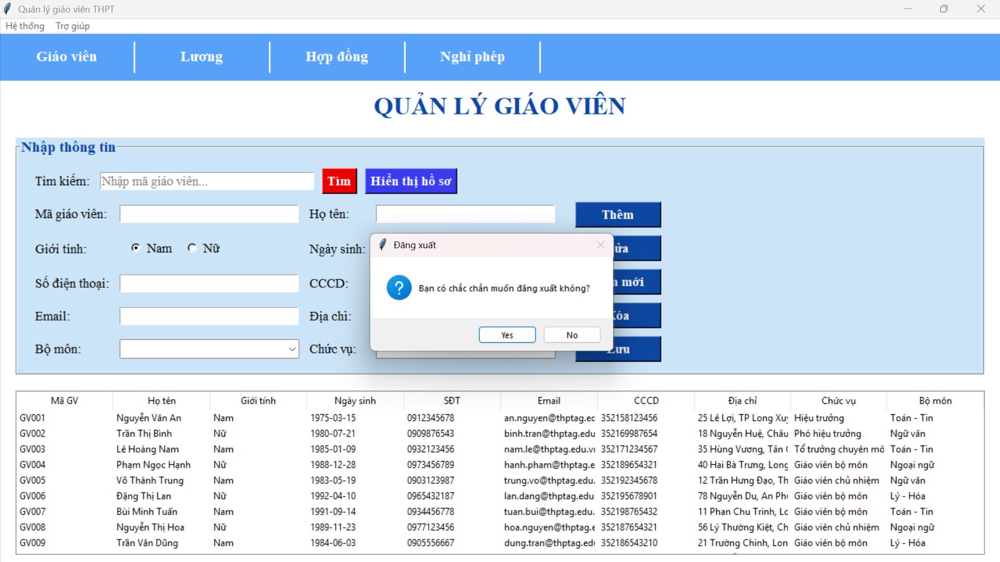 Quản lý giáo viên THPT
Hệ thống Trợ giúp
Giáo viên Lương Hợp đồng Nghỉ phép
QUẢN LÝ GIÁO VIÊN
Nhập thông tin
Tìm kiếm: Nhập mã giáo viên... Tìm Hiển thị hồ sơ
Mã giáo viên: Họ tên: Thêm
Giới tính: Nam Nữ Ngày sinh:
Đăng xuất
Số điện thoại: CCCD: mới
Bạn có chắc chắn muốn đăng xuất không?
Email: Địa chỉ:
Yes No
Bộ môn: Chức vụ:
Mã GV Họ tên Giới tính Ngày sinh SĐT Email CCCD Địa chỉ Chức vụ Bộ môn
GV001 Nguyễn Văn An Nam 1975-03-15 0912345678 an.nguyen@thptag.ec 352158123456 25 Lê Lợi, TP Long Xuy Hiệu trưởng Toán - Tin
GV002 Trần Thị Bình Nữ 1980-07-21 0909876543 binh.tran@thptag.edu 352169987654 18 Nguyễn Huệ, Châu Phó hiệu trưởng Ngữ văn
GV003 Lê Hoàng Nam Nam 1985-01-09 0932123456 nam.le@thptag.edu.v 352171234567 35 Hùng Vương, Tân Tổ trưởng chuyên mô Toán - Tin
GV004 Phạm Ngọc Hạnh Nữ 1988-12-28 0973456789 hanh.pham@thptag.e 352189654321 40 Hai Bà Trưng, Long Giáo viên bộ môn Ngoại ngữ
GV005 Võ Thành Trung Nam 1983-05-19 0903123987 trung.vo@thptag.edu. 352192345678 12 Trần Hưng Đạo, Th Giáo viên chủ nhiệm Ngữ văn
GV006 Đặng Thị Lan Nữ 1992-04-10 0965432187 lan.dang@thptag.edu 352195678901 78 Nguyễn Du, An Ph Giáo viên bộ môn Lý - Hóa
GV007 Bùi Minh Tuấn Nam 1991-09-14 0934456778 tuan.bui@thptag.edu. 352198765432 11 Phan Chu Trinh, Lc Giáo viên bộ môn Toán - Tin
GV008 Nguyễn Thị Hoa Nữ 1989-11-23 0977123456 hoa.nguyen@thptag.e 352187654321 56 Lý Thường Kiệt, Ch Giáo viên chủ nhiệm Ngoại ngữ
GV009 Trần Văn Dũng Nam 1984-06-03 0905556667 dung.tran@thptag.ed 352186543210 21 Trường Chinh, Lon Giáo viên bộ môn Lý - Hóa